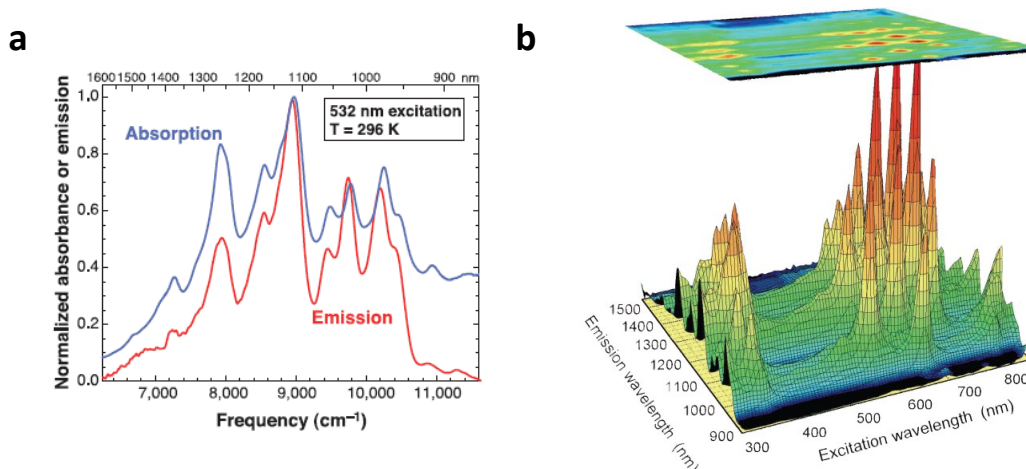 a
1600 1500 1400 1300 1200 1100 1000 900 nm
1.0
0.8
0.6
0.4
0.2
0.0
Normalized absorbance or emission
532 nm excitation
T = 296 K
Absorption
Emission
7,000 8,000 9,000 10,000 11,000
Frequency (cm⁻¹)
b
1500
1400
1300
1200
1100
1000
900
Emission wavelength (nm)
300 400 500 600 700 800
Excitation wavelength (nm)